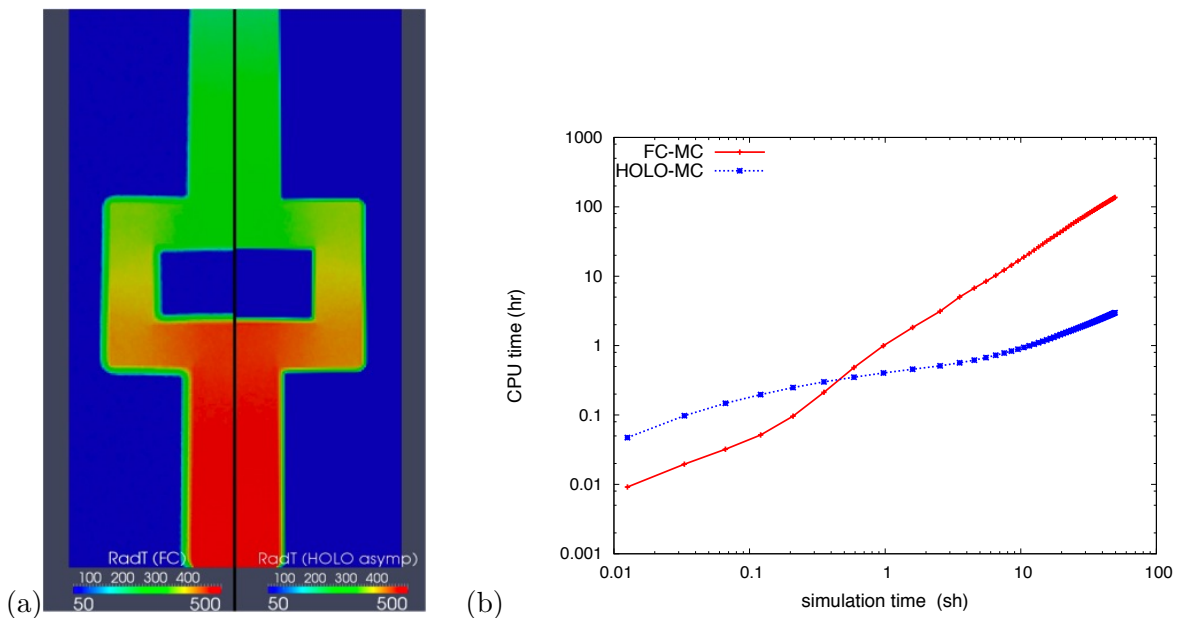 RadT (FC)
100 200 300 400
50 500
RadT (HOLO asymp)
100 200 300 400
50 500
(a)
(b)
FC-MC
HOLO-MC
1000
100
10
1
0.1
0.01
0.001
CPU time (hr)
0.01 0.1 1 10 100
simulation time (sh)